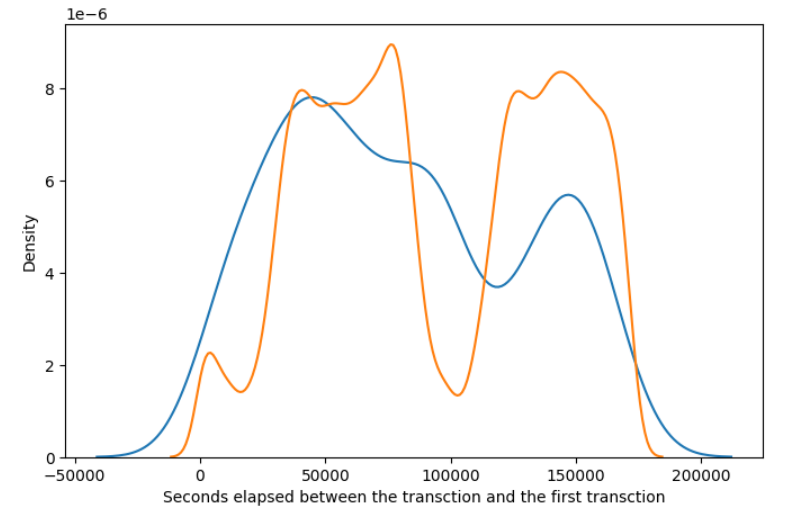 1e−6
8
6
4
2
0
Density
−50000 0 50000 100000 150000 200000
Seconds elapsed between the transction and the first transction